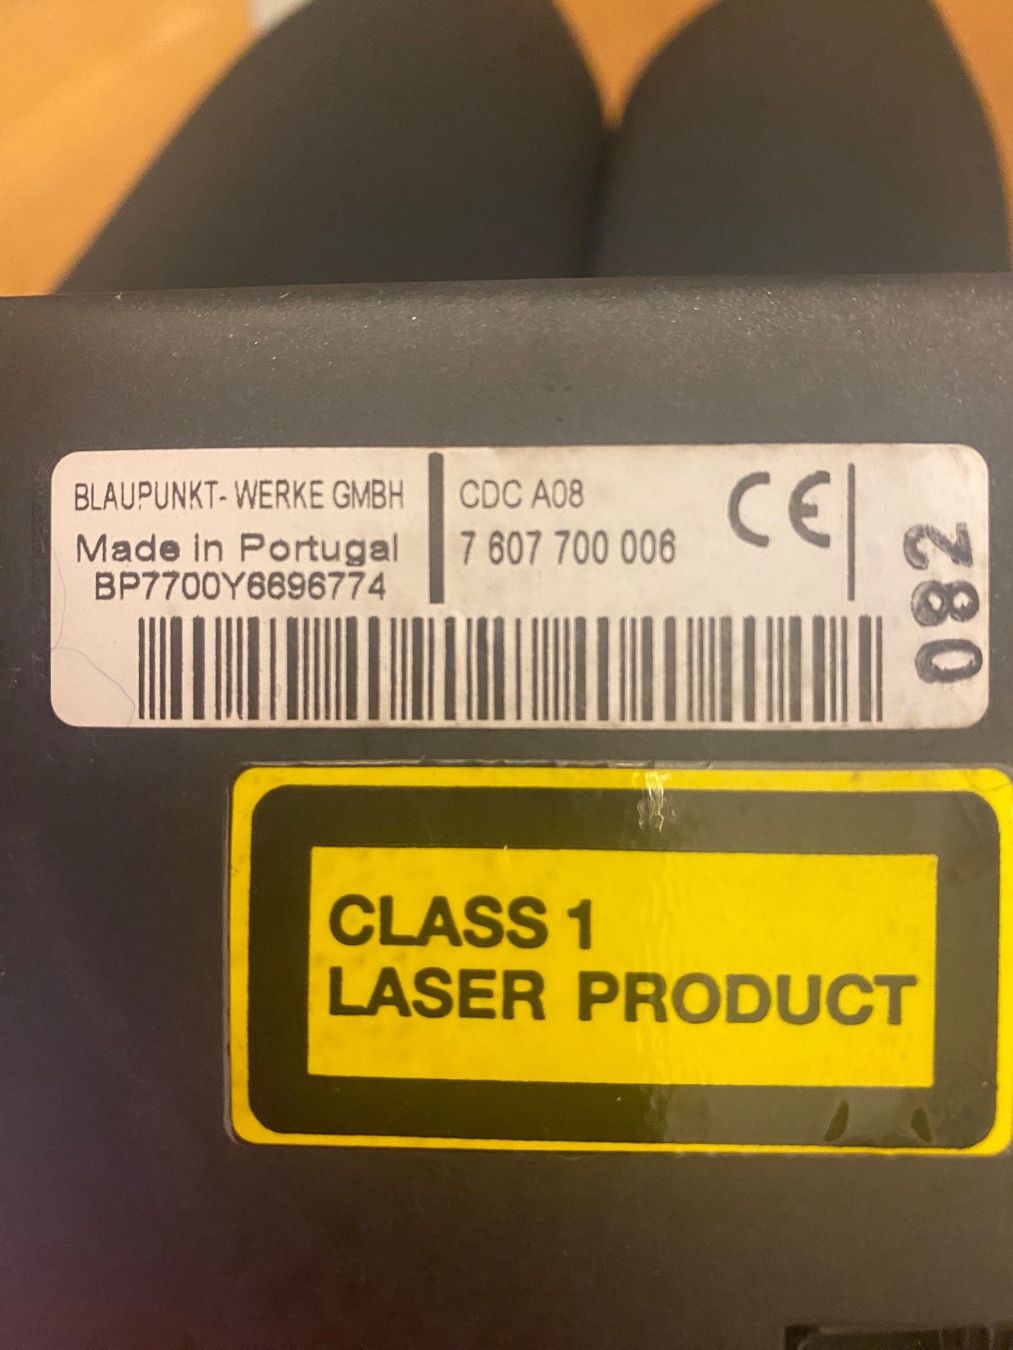 BLAUPUNKT-WERKE GMBH
Made in Portugal
BP7700Y6696774
CDC A08
7 607 700 006
CE
082
CLASS 1
LASER PRODUCT